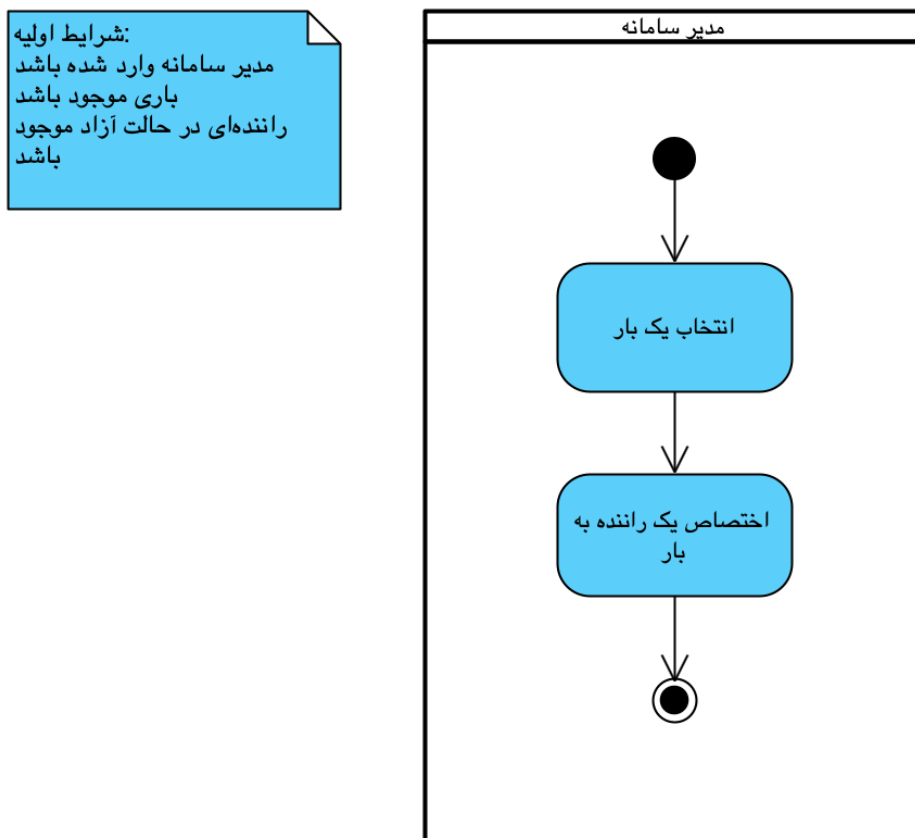 شرایط اولیه:
مدیر سامانه وارد شده باشد
باری موجود باشد
راننده‌ای در حالت آزاد موجود
باشد
مدیر سامانه
انتخاب یک بار
اختصاص یک راننده به
بار